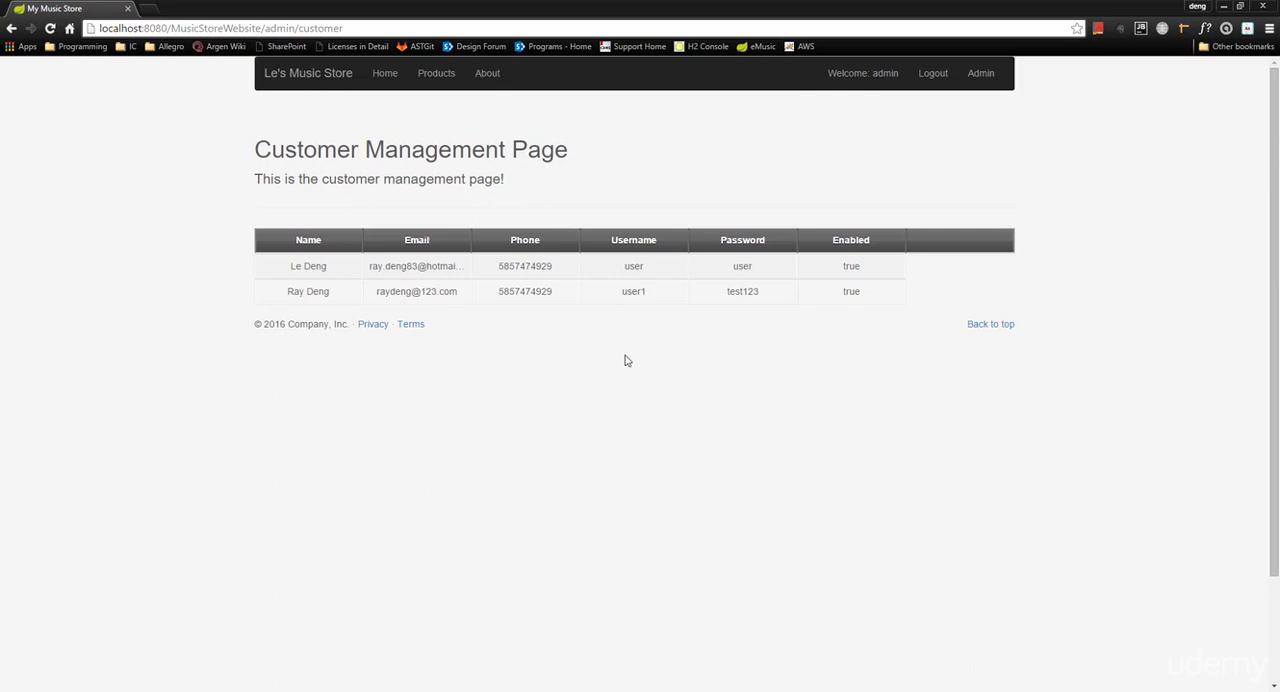 My Music Store
deng
localhost:8080/MusicStoreWebsite/admin/customer
Apps Programming IC Allegro Argen Wiki SharePoint Licenses in Detail ASTGit Design Forum Programs - Home Support Home H2 Console eMusic AWS Other bookmarks
Le's Music Store Home Products About Welcome: admin Logout Admin
Customer Management Page
This is the customer management page!
Name Email Phone Username Password Enabled
Le Deng ray.deng83@hotmai... 5857474929 user user true
Ray Deng raydeng@123.com 5857474929 user1 test123 true
© 2016 Company, Inc. · Privacy · Terms Back to top
udemy